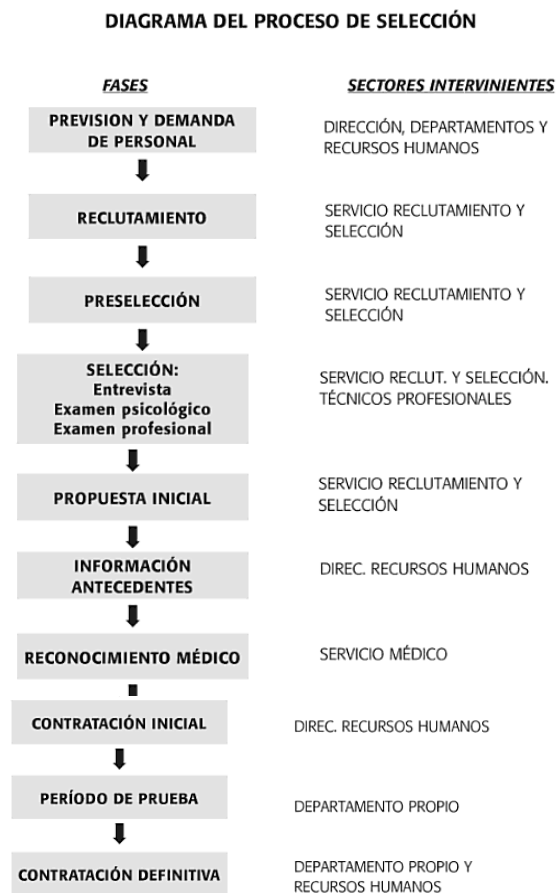 DIAGRAMA DEL PROCESO DE SELECCIÓN
FASES
SECTORES INTERVINIENTES
PREVISION Y DEMANDA
DE PERSONAL
DIRECCIÓN, DEPARTAMENTOS Y
RECURSOS HUMANOS
RECLUTAMIENTO
SERVICIO RECLUTAMIENTO Y
SELECCIÓN
PRESELECCIÓN
SERVICIO RECLUTAMIENTO Y
SELECCIÓN
SELECCIÓN:
Entrevista
Examen psicológico
Examen profesional
SERVICIO RECLUT. Y SELECCIÓN.
TÉCNICOS PROFESIONALES
PROPUESTA INICIAL
SERVICIO RECLUTAMIENTO Y
SELECCIÓN
INFORMACIÓN
ANTECEDENTES
DIREC. RECURSOS HUMANOS
RECONOCIMIENTO MÉDICO
SERVICIO MÉDICO
CONTRATACIÓN INICIAL
DIREC. RECURSOS HUMANOS
PERÍODO DE PRUEBA
DEPARTAMENTO PROPIO
CONTRATACIÓN DEFINITIVA
DEPARTAMENTO PROPIO Y
RECURSOS HUMANOS